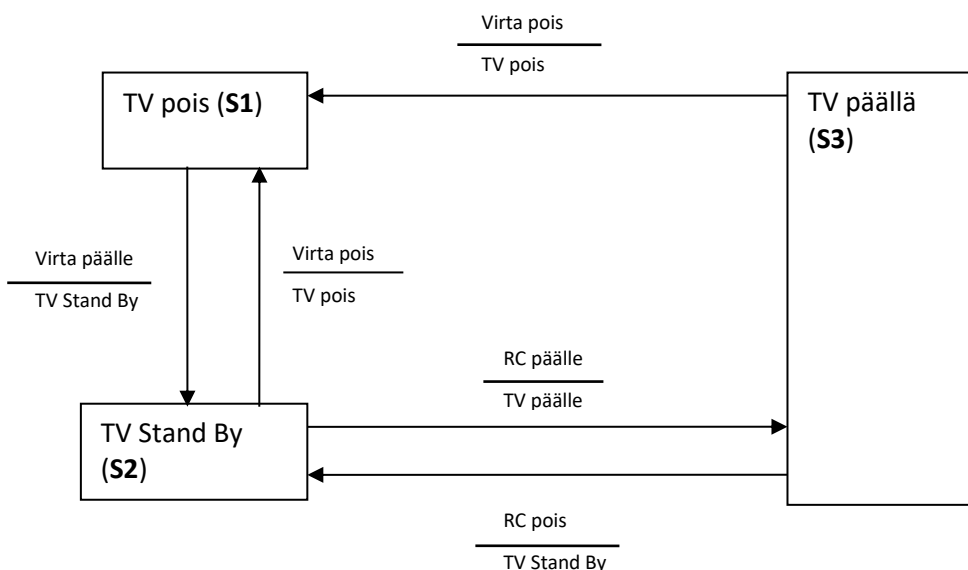 Virta pois
TV pois
TV pois (S1)
TV päällä
(S3)
Virta päälle
TV Stand By
Virta pois
TV pois
RC päälle
TV päälle
TV Stand By
(S2)
RC pois
TV Stand By